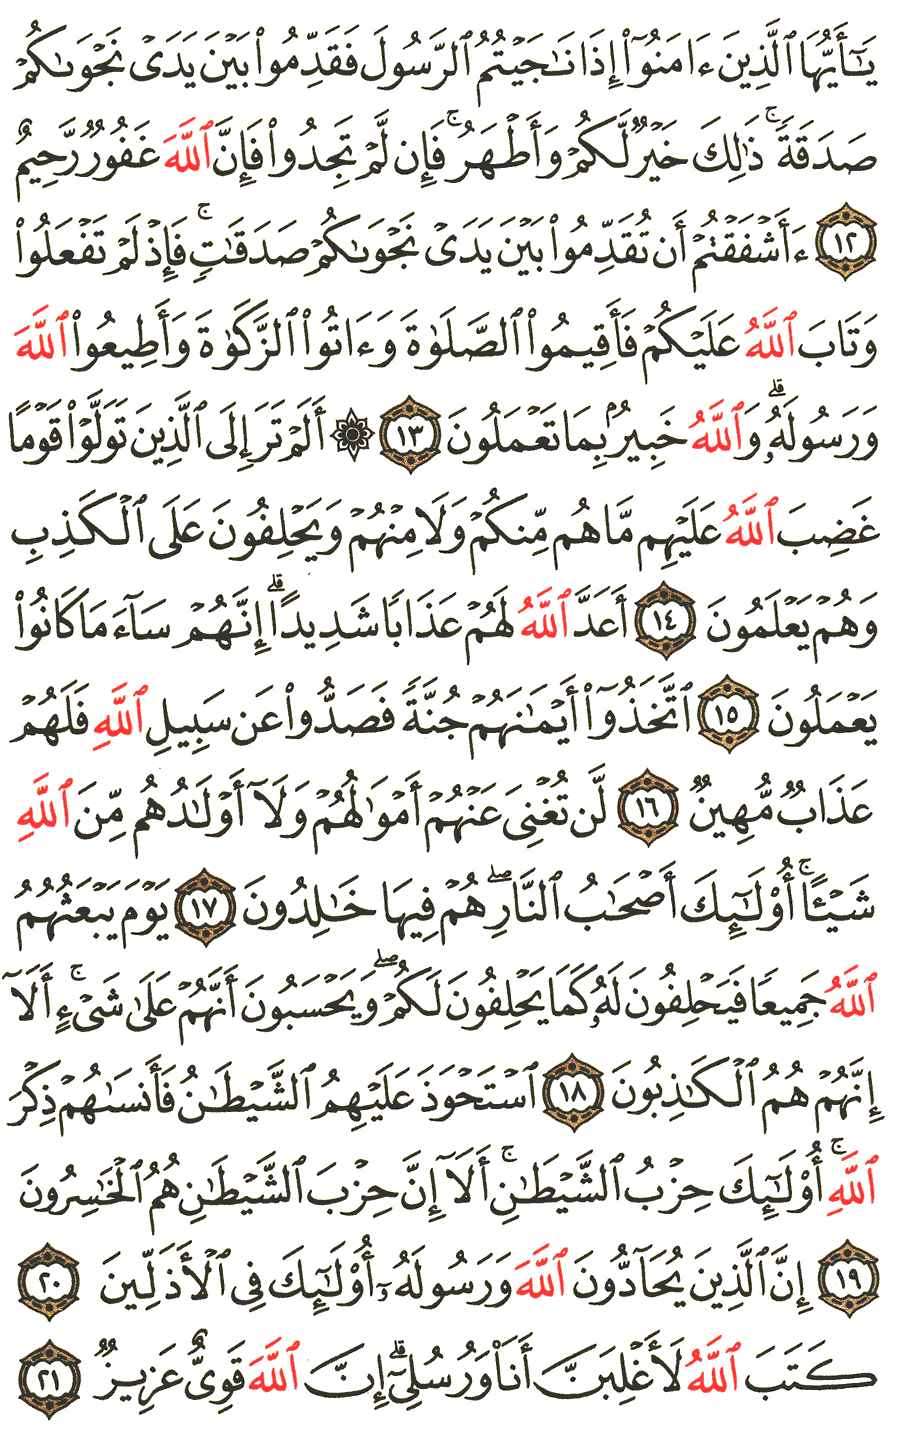 يَـٰٓأَيُّهَا ٱلَّذِينَ ءَامَنُوٓا۟ إِذَا نَـٰجَيْتُمُ ٱلرَّسُولَ فَقَدِّمُوا۟ بَيْنَ يَدَىْ نَجْوَىٰكُمْ
صَدَقَةًۚ ذَٰلِكَ خَيْرٌ لَّكُمْ وَأَطْهَرُۚ فَإِن لَّمْ تَجِدُوا۟ فَإِنَّ ٱللَّهَ غَفُورٌ رَّحِيمٌ
١٢ ءَأَشْفَقْتُمْ أَن تُقَدِّمُوا۟ بَيْنَ يَدَىْ نَجْوَىٰكُمْ صَدَقَـٰتٍۚ فَإِذْ لَمْ تَفْعَلُوا۟
وَتَابَ ٱللَّهُ عَلَيْكُمْ فَأَقِيمُوا۟ ٱلصَّلَوٰةَ وَءَاتُوا۟ ٱلزَّكَوٰةَ وَأَطِيعُوا۟ ٱللَّهَ
وَرَسُولَهُۥۗ وَٱللَّهُ خَبِيرٌۢ بِمَا تَعْمَلُونَ ١٣ ۞ أَلَمْ تَرَ إِلَى ٱلَّذِينَ تَوَلَّوْا۟ قَوْمًا
غَضِبَ ٱللَّهُ عَلَيْهِم مَّا هُم مِّنكُمْ وَلَا مِنْهُمْ وَيَحْلِفُونَ عَلَى ٱلْكَذِبِ
وَهُمْ يَعْلَمُونَ ١٤ أَعَدَّ ٱللَّهُ لَهُمْ عَذَابًا شَدِيدًاۗ إِنَّهُمْ سَآءَ مَا كَانُوا۟
يَعْمَلُونَ ١٥ ٱتَّخَذُوٓا۟ أَيْمَـٰنَهُمْ جُنَّةً فَصَدُّوا۟ عَن سَبِيلِ ٱللَّهِ فَلَهُمْ
عَذَابٌ مُّهِينٌ ١٦ لَّن تُغْنِىَ عَنْهُمْ أَمْوَٰلُهُمْ وَلَآ أَوْلَـٰدُهُم مِّنَ ٱللَّهِ
شَيْـًٔاۚ أُو۟لَـٰٓئِكَ أَصْحَـٰبُ ٱلنَّارِۖ هُمْ فِيهَا خَـٰلِدُونَ ١٧ يَوْمَ يَبْعَثُهُمُ
ٱللَّهُ جَمِيعًا فَيَحْلِفُونَ لَهُۥ كَمَا يَحْلِفُونَ لَكُمْۖ وَيَحْسَبُونَ أَنَّهُمْ عَلَىٰ شَىْءٍۚ أَلَآ
إِنَّهُمْ هُمُ ٱلْكَـٰذِبُونَ ١٨ ٱسْتَحْوَذَ عَلَيْهِمُ ٱلشَّيْطَـٰنُ فَأَنسَىٰهُمْ ذِكْرَ
ٱللَّهِۚ أُو۟لَـٰٓئِكَ حِزْبُ ٱلشَّيْطَـٰنِۚ أَلَآ إِنَّ حِزْبَ ٱلشَّيْطَـٰنِ هُمُ ٱلْخَـٰسِرُونَ
١٩ إِنَّ ٱلَّذِينَ يُحَآدُّونَ ٱللَّهَ وَرَسُولَهُۥٓ أُو۟لَـٰٓئِكَ فِى ٱلْأَذَلِّينَ ٢٠
كَتَبَ ٱللَّهُ لَأَغْلِبَنَّ أَنَا۠ وَرُسُلِىٓۗ إِنَّ ٱللَّهَ قَوِىٌّ عَزِيزٌ ٢١